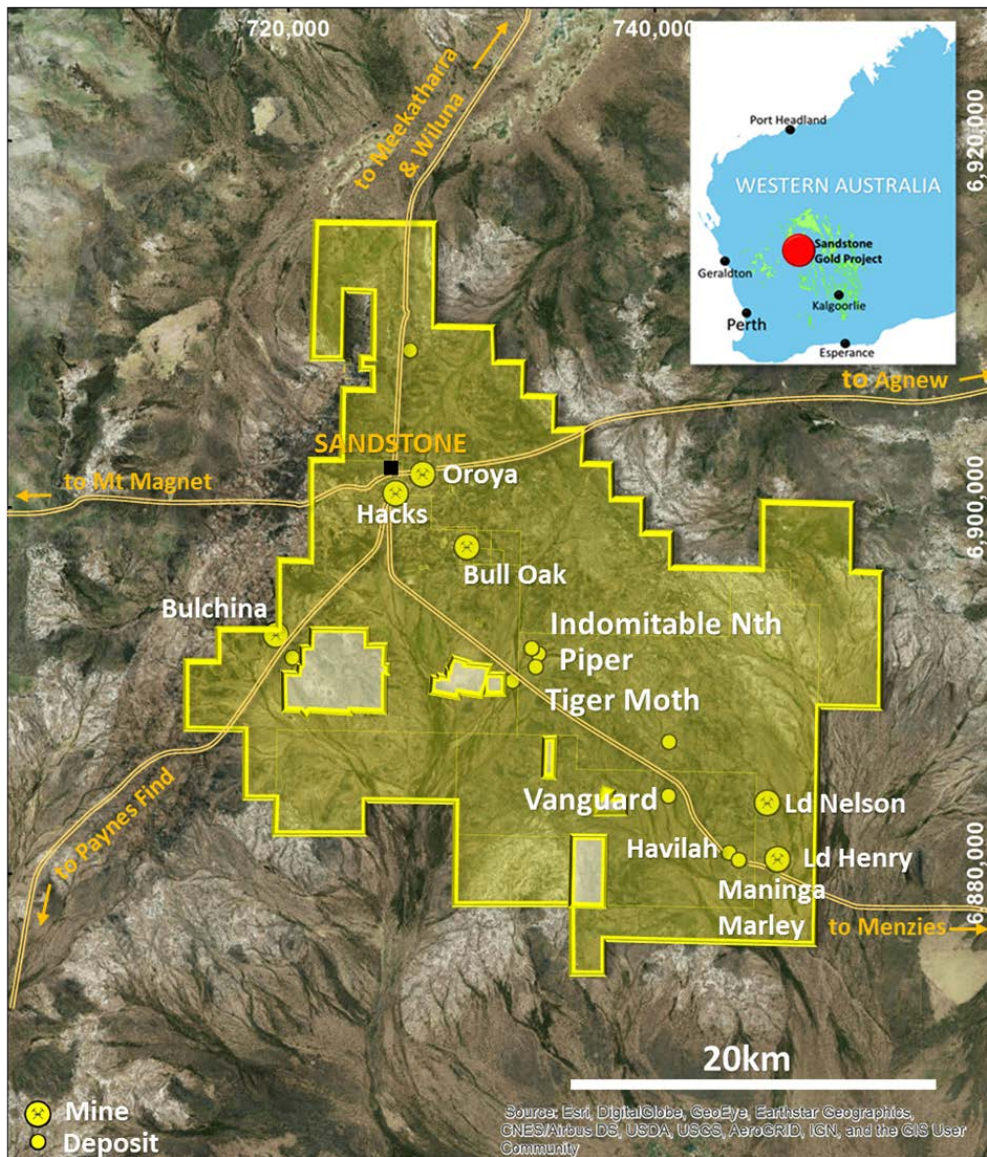 720,000
740,000
6,920,000
6,900,000
6,880,000
to Meekatharra
& Wiluna
Port Headland
WESTERN AUSTRALIA
Sandstone
Gold Project
Geraldton
Kalgoorlie
Perth
Esperance
to Agnew
SANDSTONE
to Mt Magnet
Oroya
Hacks
Bull Oak
Bulchina
Indomitable Nth
Piper
Tiger Moth
to Paynes Find
Vanguard
Ld Nelson
Havilah
Ld Henry
Maninga
Marley
to Menzies
20km
Mine
Deposit
Source: Esri, DigitalGlobe, GeoEye, Earthstar Geographics,
CNES/Airbus DS, USDA, USGS, AeroGRID, IGN, and the GIS User
Community